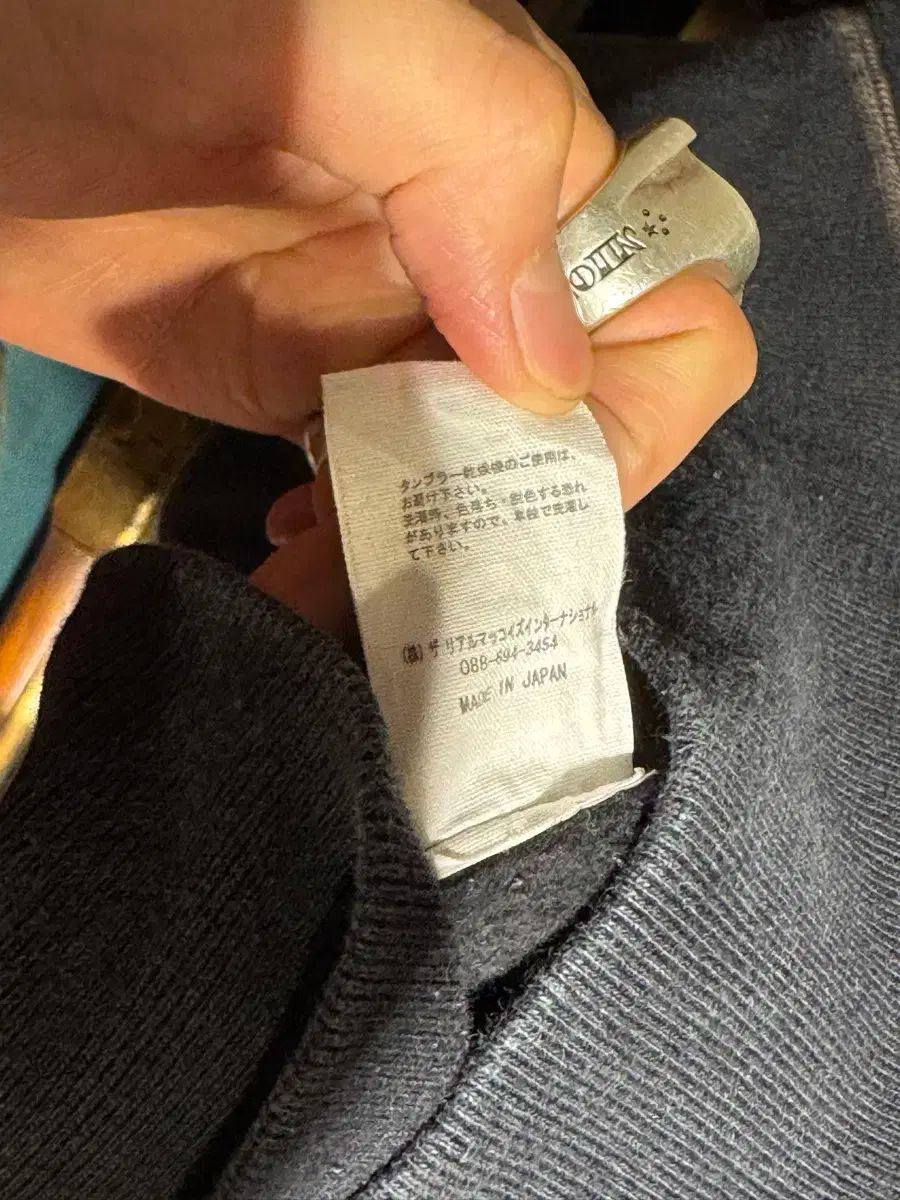 タンブラー乾燥機のご使用は、
お避け下さい。
洗濯時、色落ち・配色する恐れ
がありますので、単独で洗濯し
て下さい。
(株) ザ リアルマッコイズインターナショナル
088-694-3454
MADE IN JAPAN